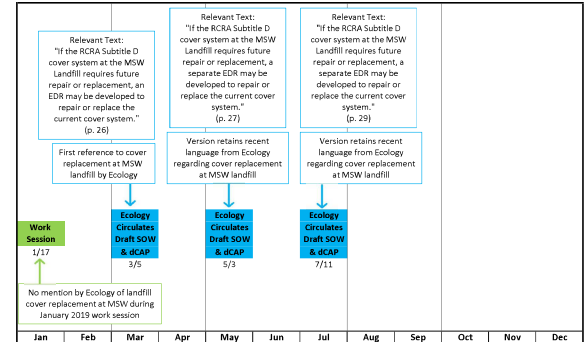 Relevant Text:
"If the RCRA Subtitle D
cover system at the MSW
Landfill requires future
repair or replacement, an
EDR may be developed to
repair or replace the
current cover system."
(p. 26)
Relevant Text:
"If the RCRA Subtitle D
cover system at the MSW
Landfill requires future
repair or replacement, a
separate EDR may be
developed to repair or
replace the current cover
system."
(p. 27)
Relevant Text:
"If the RCRA Subtitle D
cover system at the MSW
Landfill requires future
repair or replacement, a
separate EDR may be
developed to repair or
replace the current cover
system."
(p. 29)
First reference to cover
replacement at MSW
landfill by Ecology
Version retains recent
language from Ecology
regarding cover replacement
at MSW landfill
Version retains recent
language from Ecology
regarding cover replacement
at MSW landfill
Work
Session
1/17
Ecology
Circulates
Draft SOW
& dCAP
3/5
Ecology
Circulates
Draft SOW
& dCAP
5/3
Ecology
Circulates
Draft SOW
& dCAP
7/11
No mention by Ecology of landfill
cover replacement at MSW during
January 2019 work session
Jan Feb Mar Apr May Jun Jul Aug Sep Oct Nov Dec